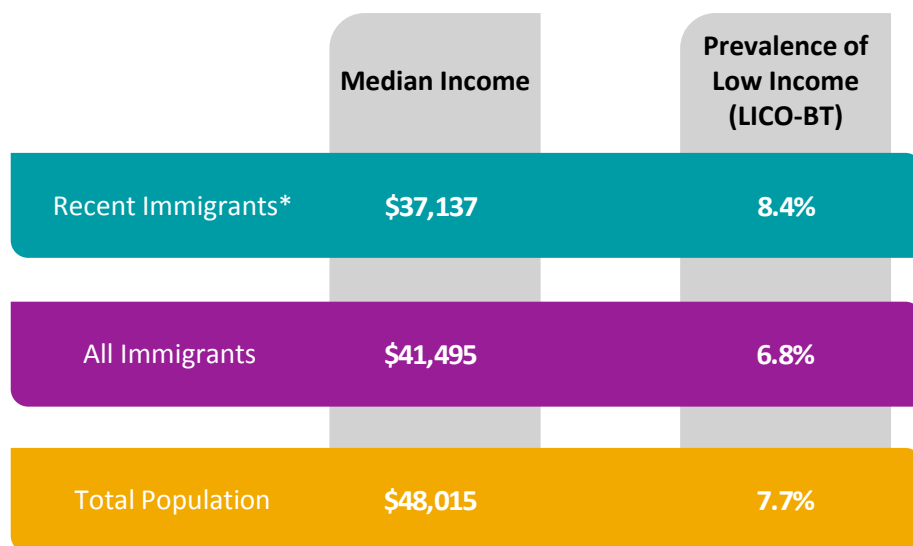 Median Income
Prevalence of
Low Income
(LICO-BT)
Recent Immigrants* $37,137 8.4%
All Immigrants $41,495 6.8%
Total Population $48,015 7.7%